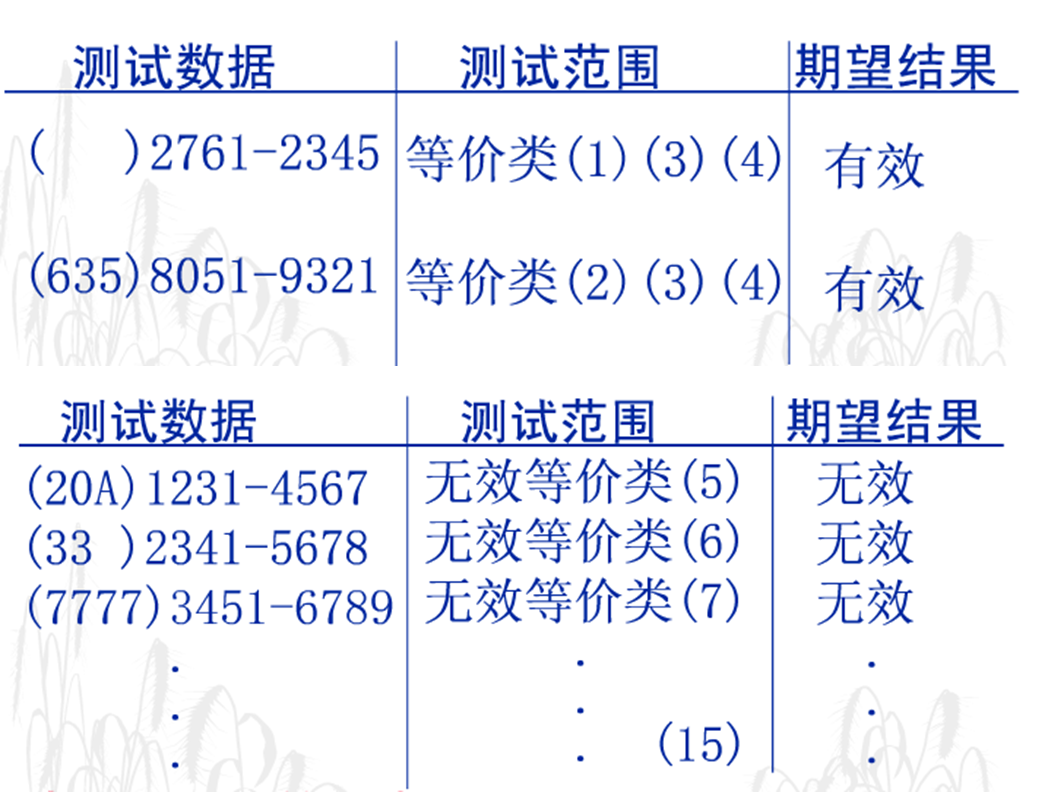 测试数据 测试范围 期望结果
( )2761-2345 等价类(1)(3)(4) 有效
(635)8051-9321 等价类(2)(3)(4) 有效
测试数据 测试范围 期望结果
(20A)1231-4567 无效等价类(5) 无效
(33 )2341-5678 无效等价类(6) 无效
(7777)3451-6789 无效等价类(7) 无效
. . .
. . .
. . (15) .